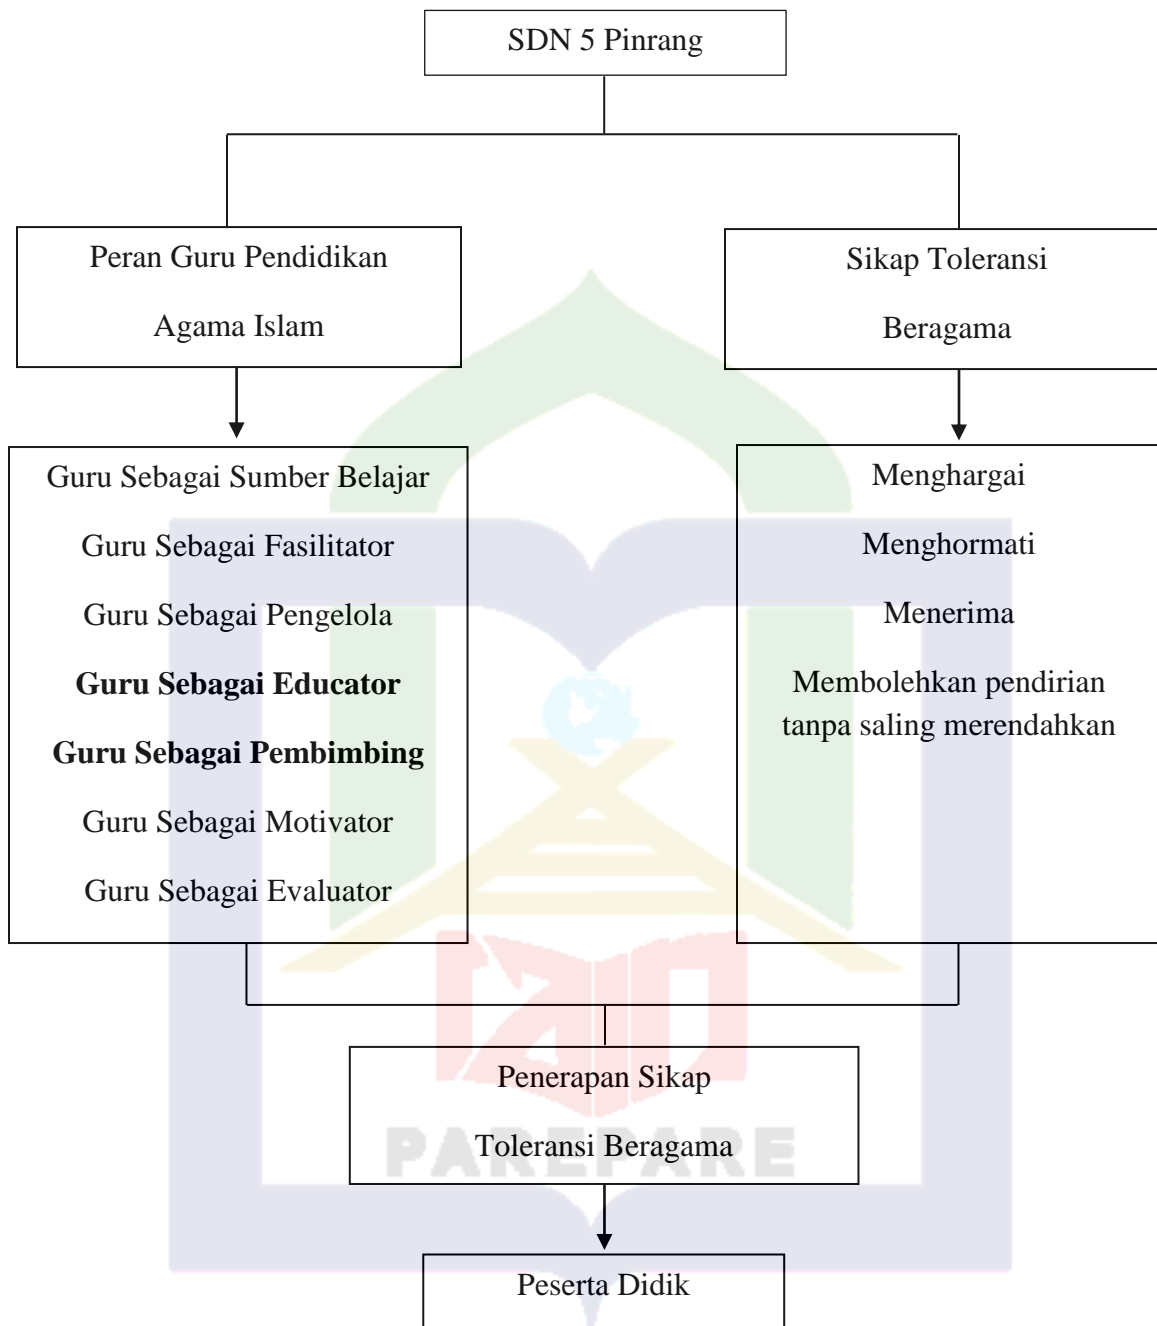 SDN 5 Pinrang
Peran Guru Pendidikan
Agama Islam
Sikap Toleransi
Beragama
Guru Sebagai Sumber Belajar
Guru Sebagai Fasilitator
Guru Sebagai Pengelola
Guru Sebagai Educator
Guru Sebagai Pembimbing
Guru Sebagai Motivator
Guru Sebagai Evaluator
Menghargai
Menghormati
Menerima
Membolehkan pendirian
tanpa saling merendahkan
Penerapan Sikap
Toleransi Beragama
IAIN
PAREPARE
Peserta Didik